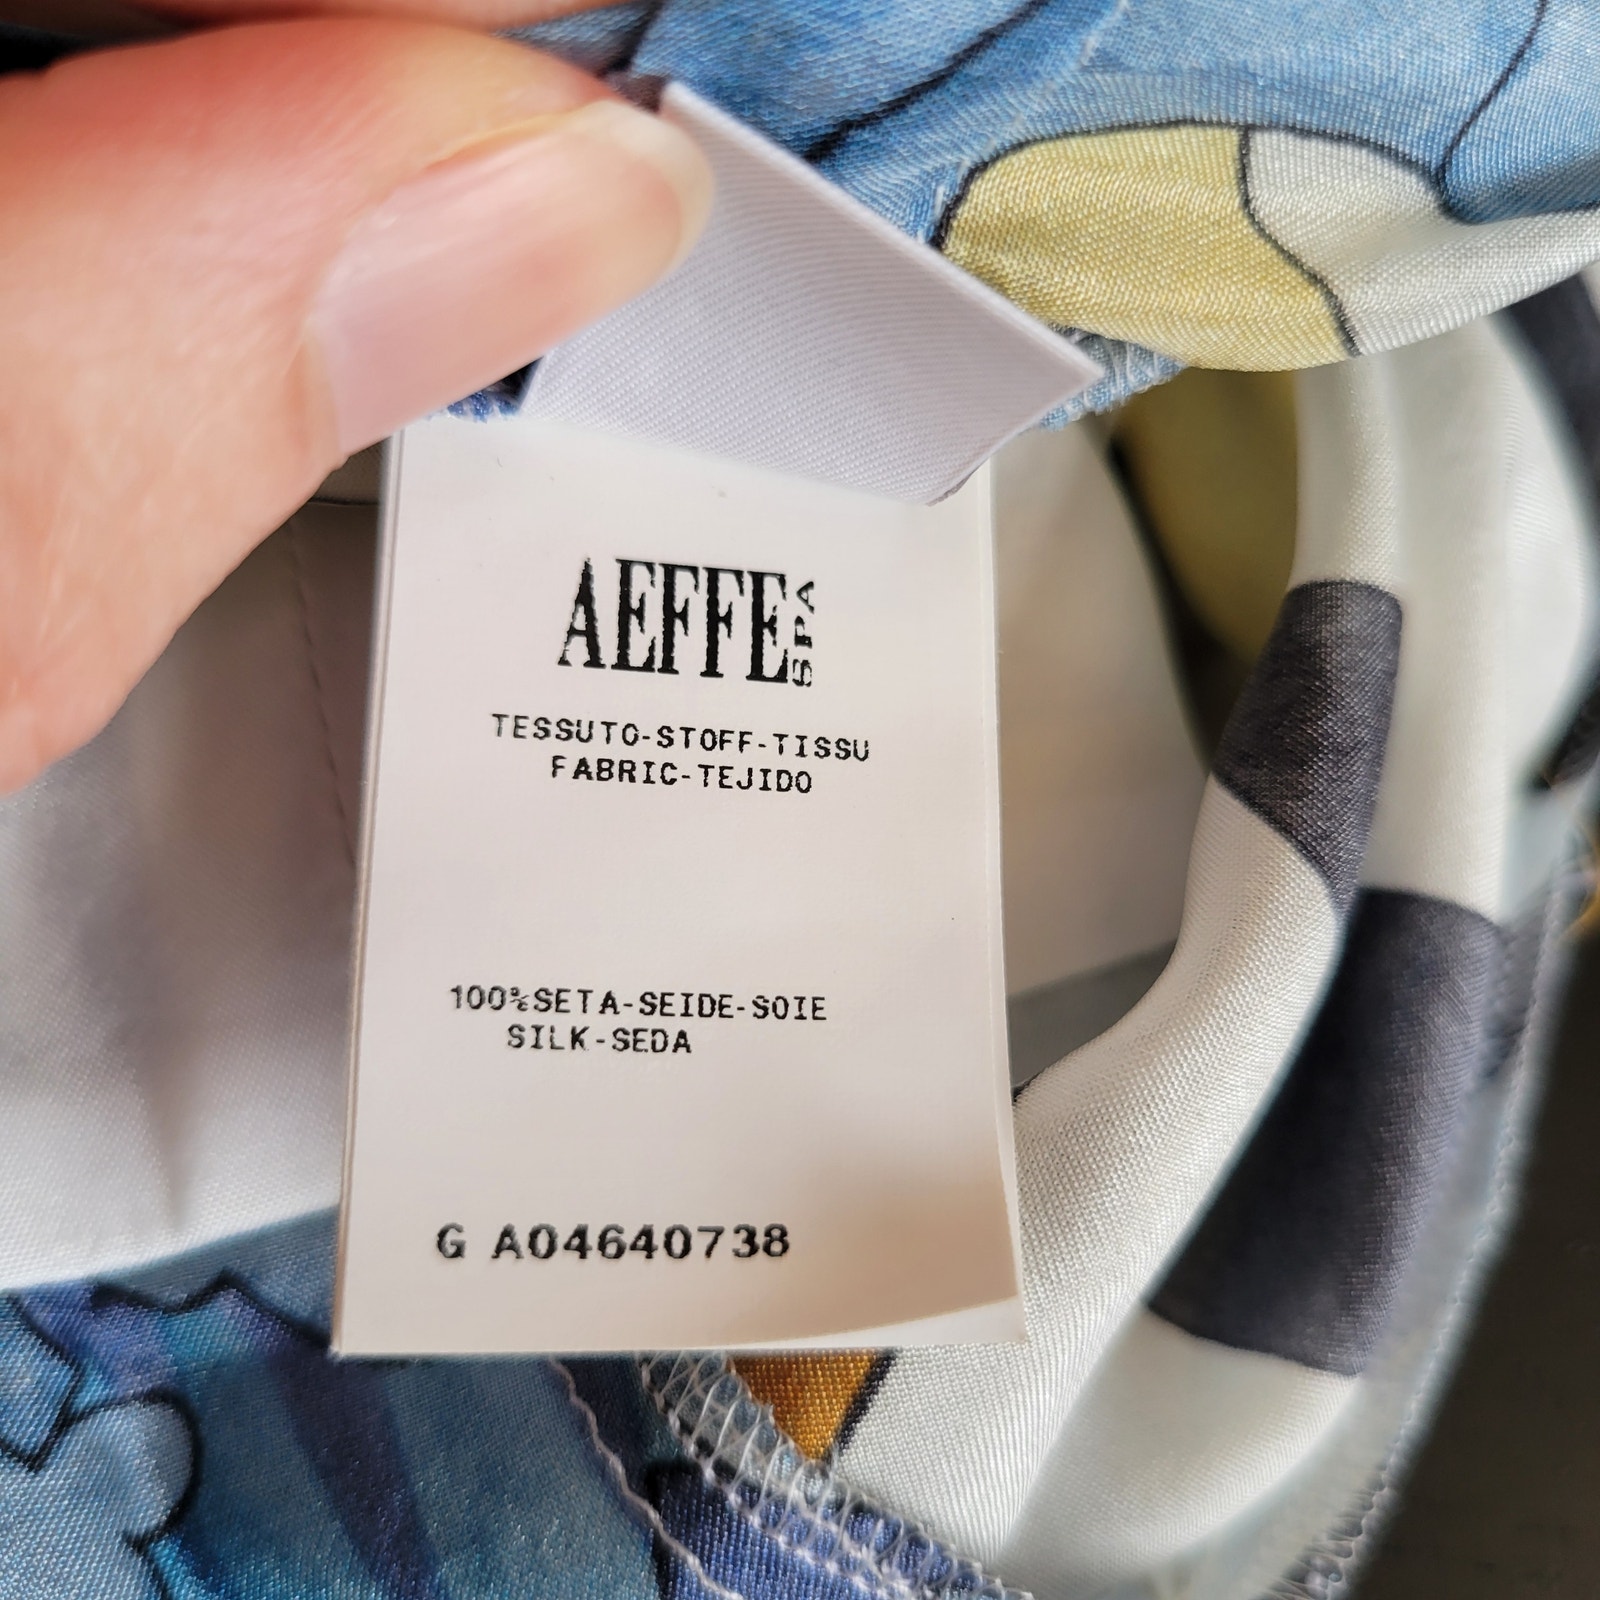 AEFFE SPA
TESSUTO-STOFF-TISSU
FABRIC-TEJIDO
100%SETA-SEIDE-SOIE
SILK-SEDA
G A04640738